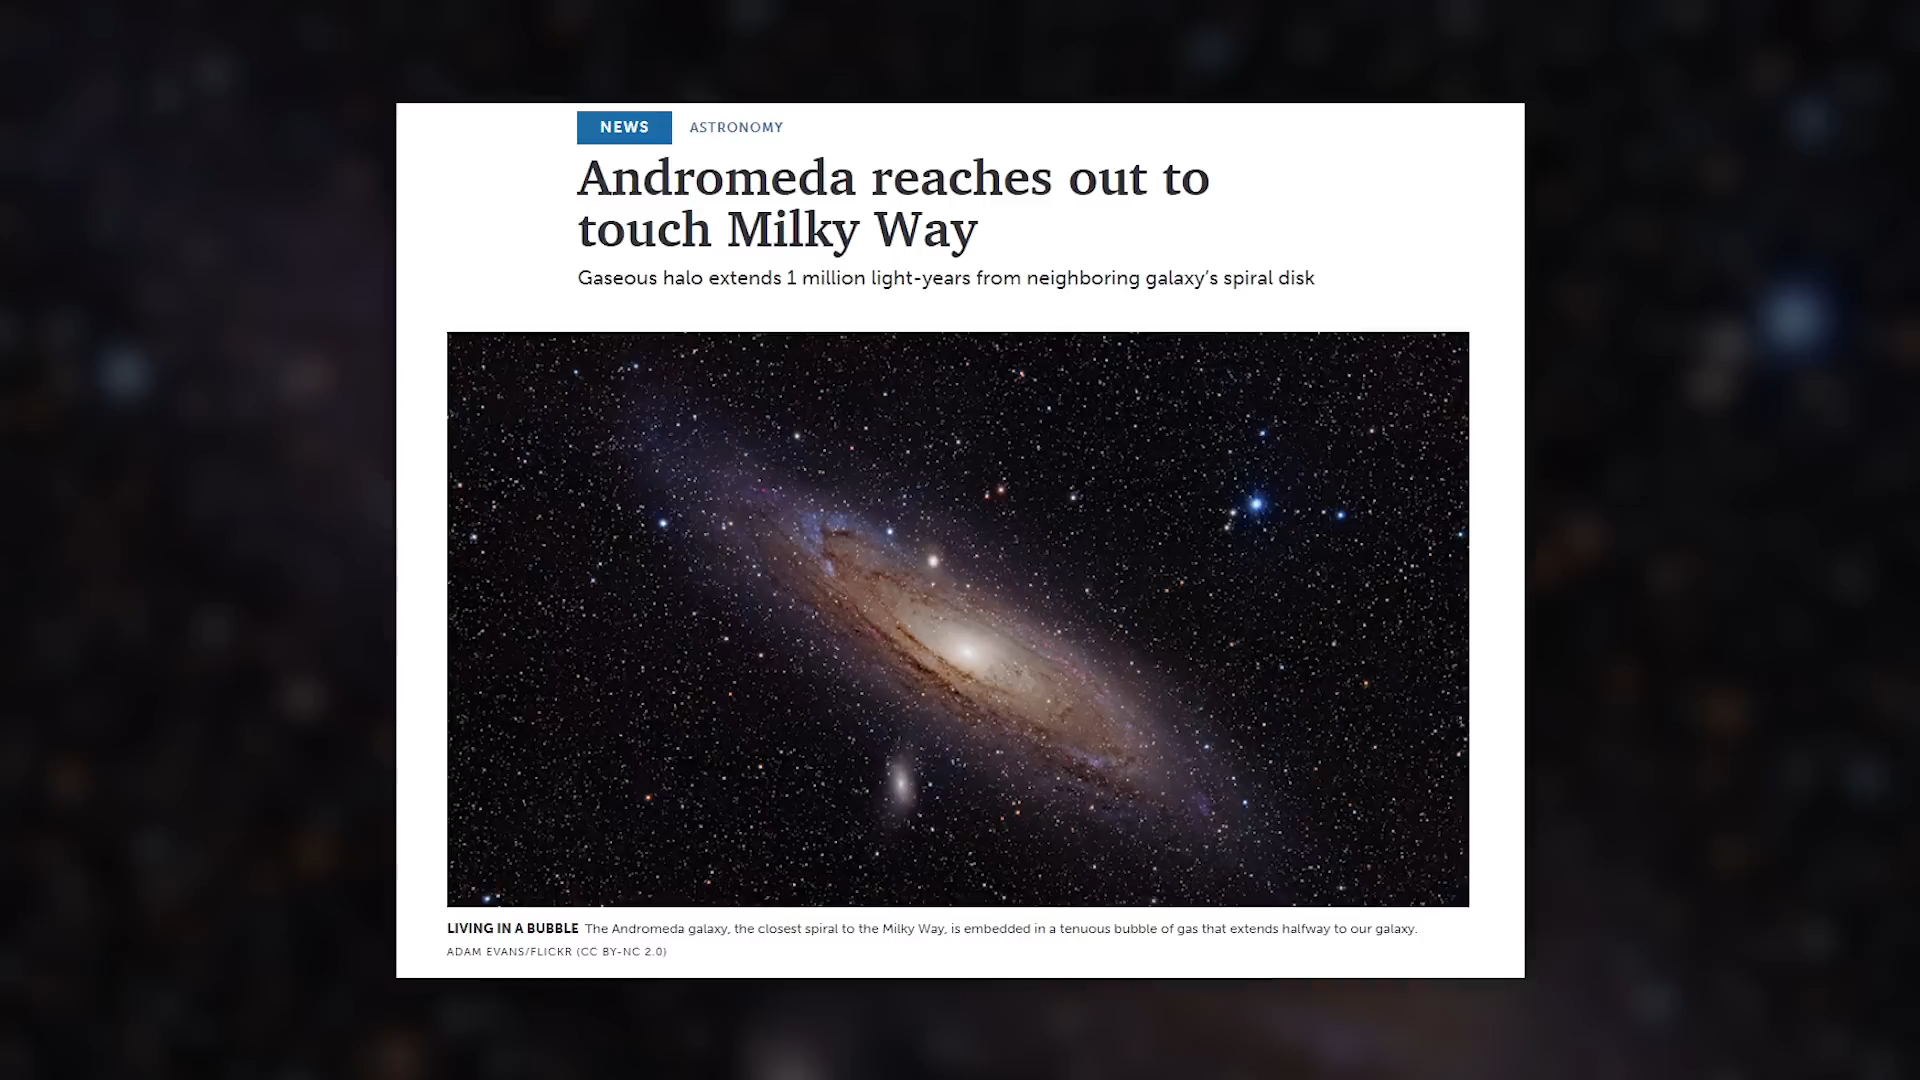 NEWS ASTRONOMY
Andromeda reaches out to
touch Milky Way
Gaseous halo extends 1 million light-years from neighboring galaxy’s spiral disk
LIVING IN A BUBBLE The Andromeda galaxy, the closest spiral to the Milky Way, is embedded in a tenuous bubble of gas that extends halfway to our galaxy.
ADAM EVANS/FLICKR (CC BY-NC 2.0)